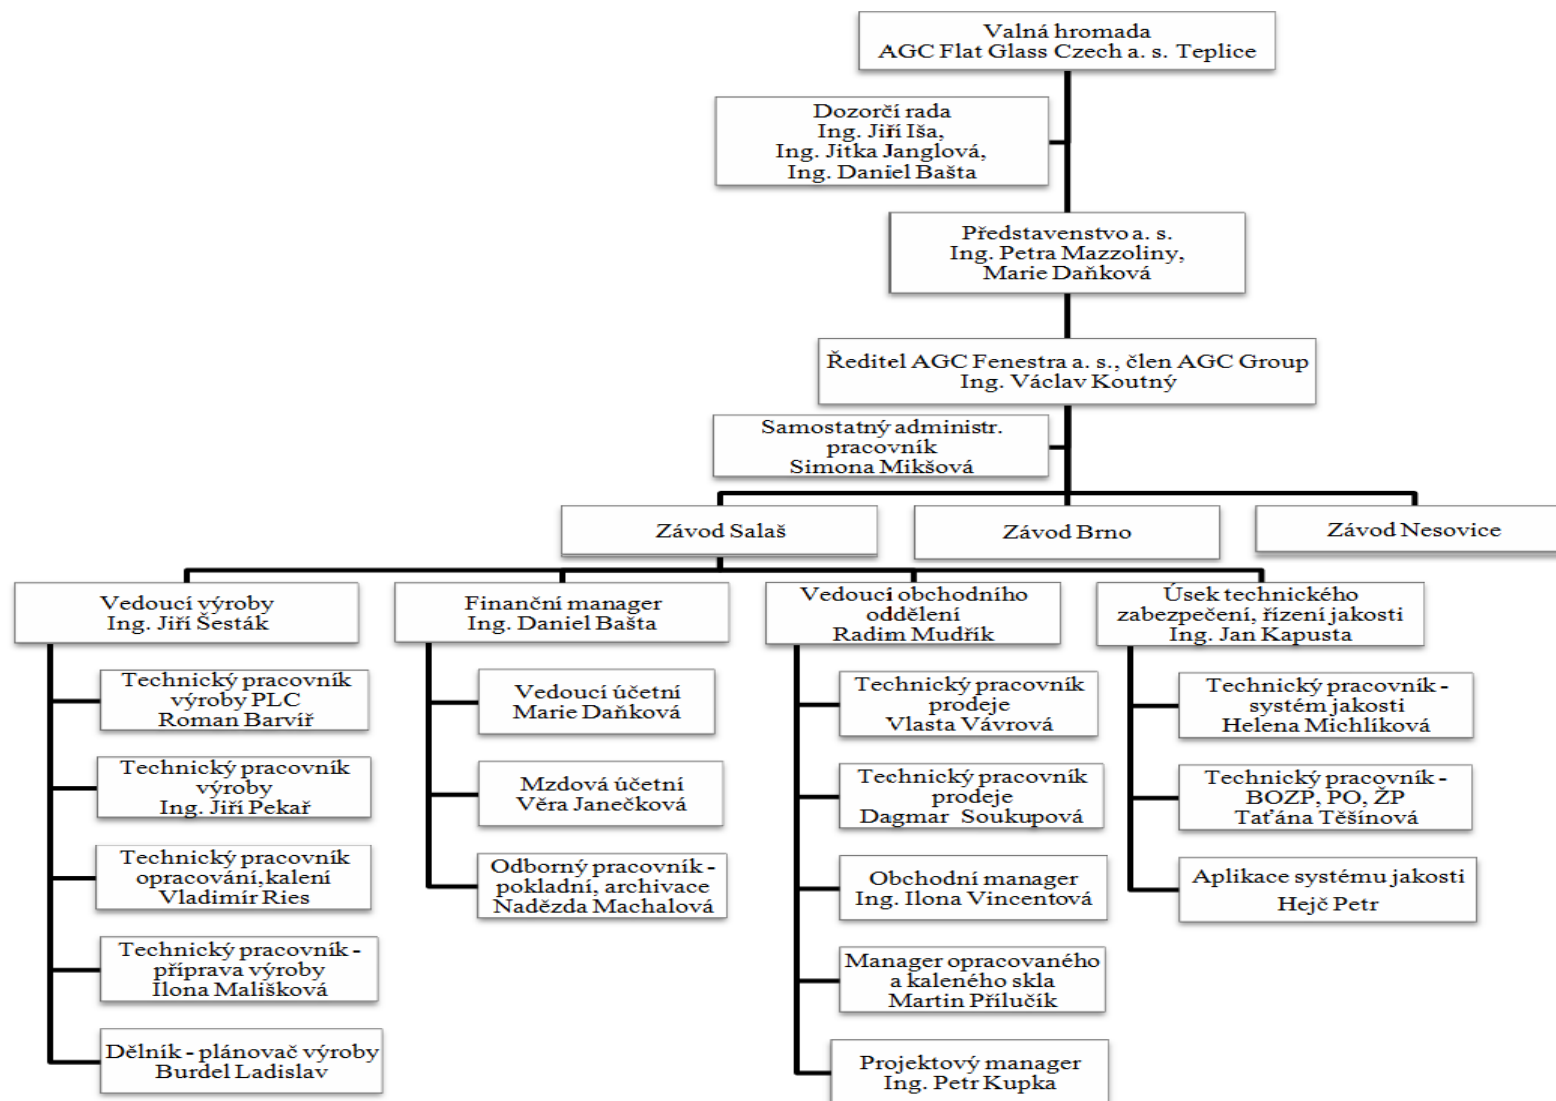 Valná hromada
AGC Flat Glass Czech a. s. Teplice
Dozorčí rada
Ing. Jiří Iša,
Ing. Jitka Janglová,
Ing. Daniel Bašta
Představenstvo a. s.
Ing. Petra Mazzoliny,
Marie Daňková
Ředitel AGC Fenestra a. s., člen AGC Group
Ing. Václav Koutný
Samostatný administr.
pracovník
Simona Mikšová
Závod Salaš
Závod Brno
Závod Nesovice
Vedoucí výroby
Ing. Jiří Šesták
Technický pracovník
výroby PLC
Roman Barvíř
Technický pracovník
výroby
Ing. Jiří Pekař
Technický pracovník
opracování,kalení
Vladimír Ries
Technický pracovník -
příprava výroby
Ilona Mališková
Dělník - plánovač výroby
Burdel Ladislav
Finanční manager
Ing. Daniel Bašta
Vedoucí účetní
Marie Daňková
Mzdová účetní
Věra Janečková
Odborný pracovník -
pokladní, archivace
Nadězda Machalová
Vedoucí obchodního
oddělení
Radim Mudřík
Technický pracovník
prodeje
Vlasta Vávrová
Technický pracovník
prodeje
Dagmar Soukupová
Obchodní manager
Ing. Ilona Vincentová
Manager opracovaného
a kaleného skla
Martin Přílučík
Projektový manager
Ing. Petr Kupka
Úsek technického
zabezpečení, řízení jakosti
Ing. Jan Kapusta
Technický pracovník -
systém jakosti
Helena Michlíková
Technický pracovník -
BOZP, PO, ŽP
Taťána Těšínová
Aplikace systému jakosti
Hejč Petr